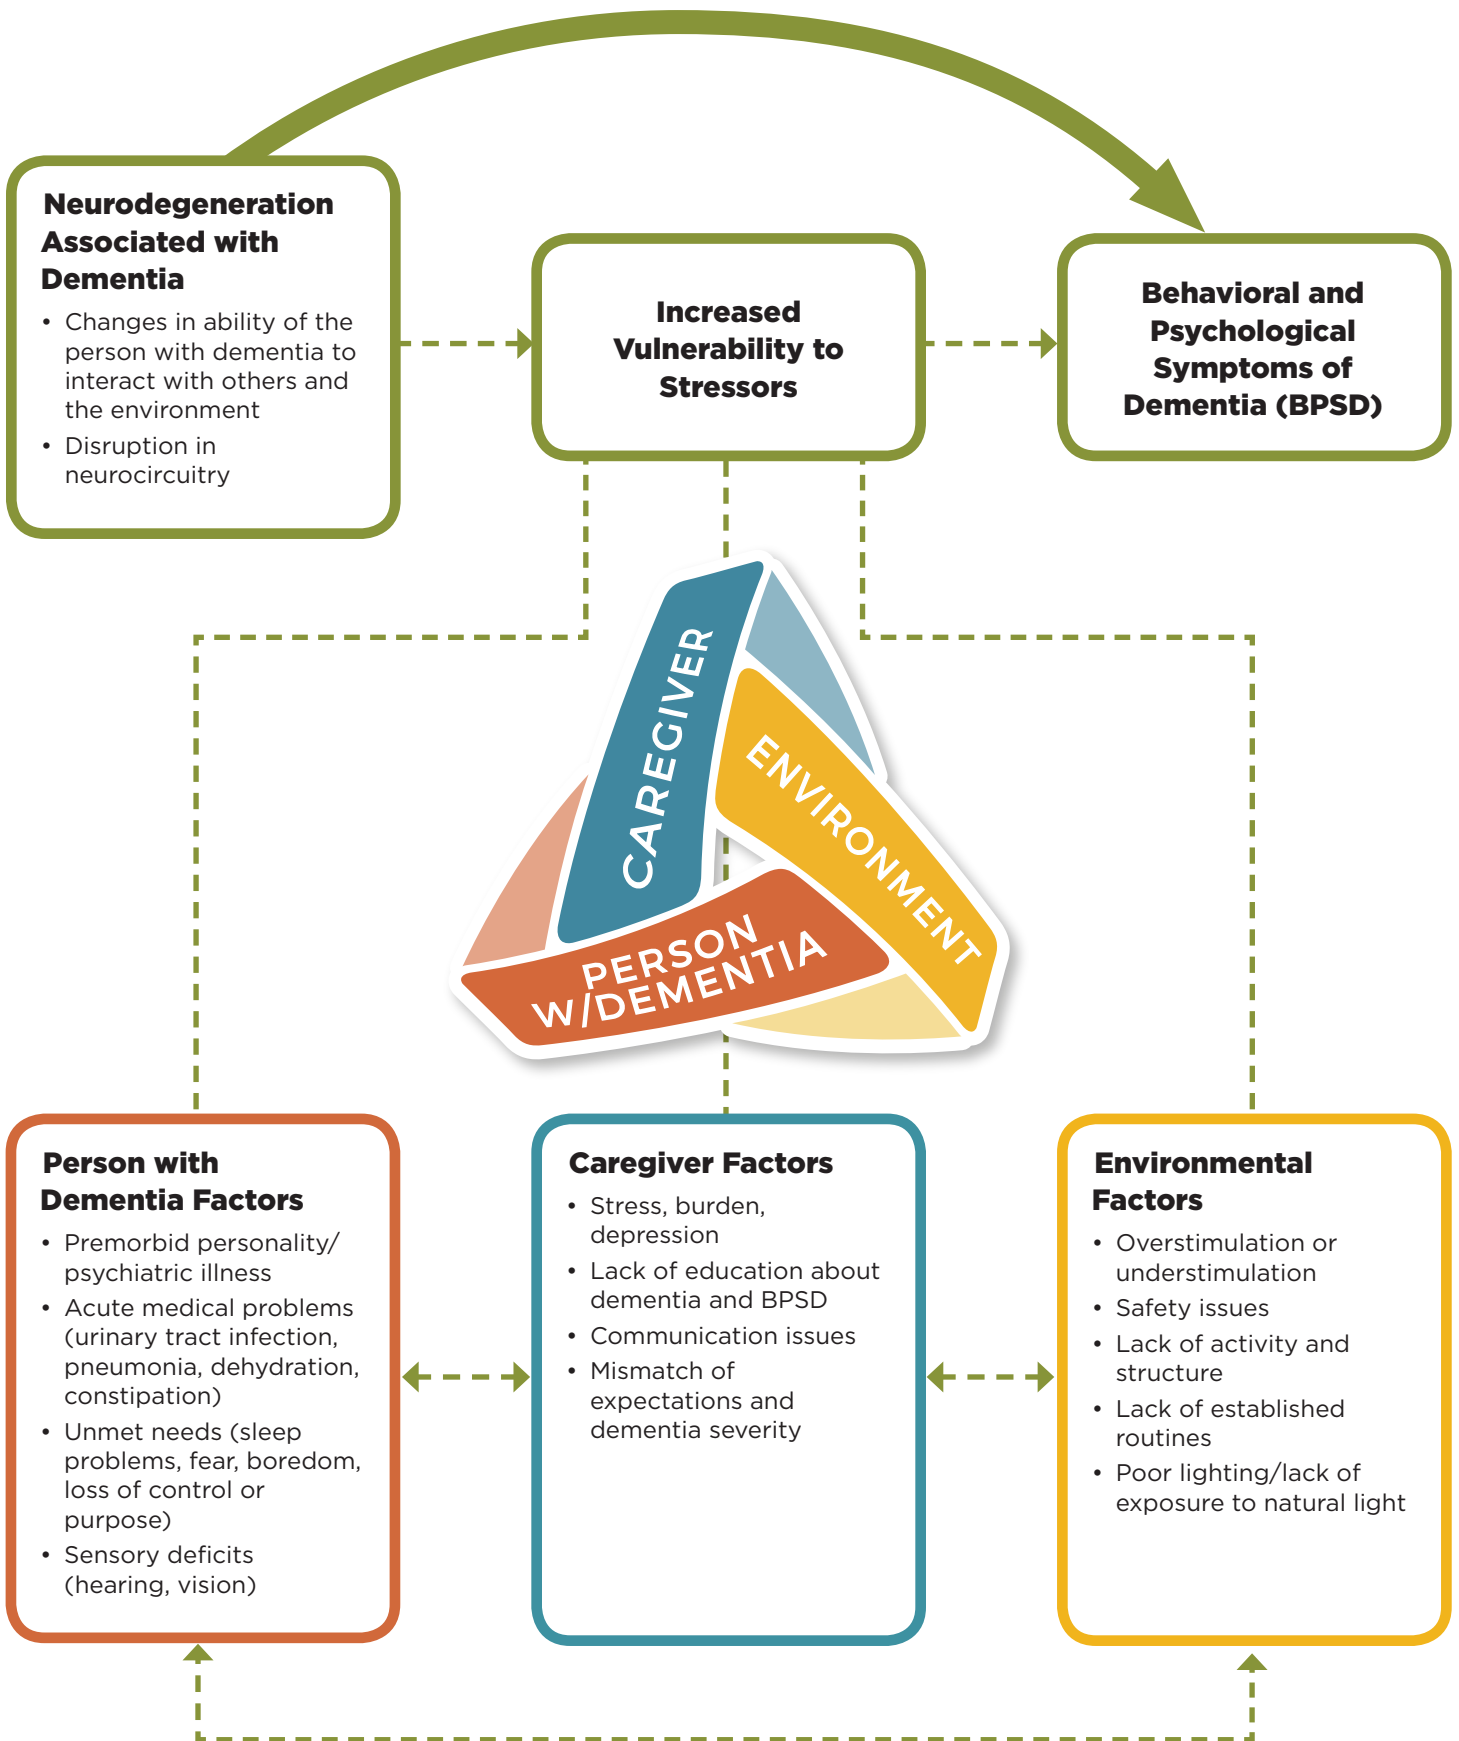 Neurodegeneration
Associated with
Dementia
• Changes in ability of the
person with dementia to
interact with others and
the environment
• Disruption in
neurocircuitry
Increased
Vulnerability to
Stressors
Behavioral and
Psychological
Symptoms of
Dementia (BPSD)
CAREGIVER
ENVIRONMENT
PERSON
W/DEMENTIA
Person with
Dementia Factors
• Premorbid personality/
psychiatric illness
• Acute medical problems
(urinary tract infection,
pneumonia, dehydration,
constipation)
• Unmet needs (sleep
problems, fear, boredom,
loss of control or
purpose)
• Sensory deficits
(hearing, vision)
Caregiver Factors
• Stress, burden,
depression
• Lack of education about
dementia and BPSD
• Communication issues
• Mismatch of
expectations and
dementia severity
Environmental
Factors
• Overstimulation or
understimulation
• Safety issues
• Lack of activity and
structure
• Lack of established
routines
• Poor lighting/lack of
exposure to natural light